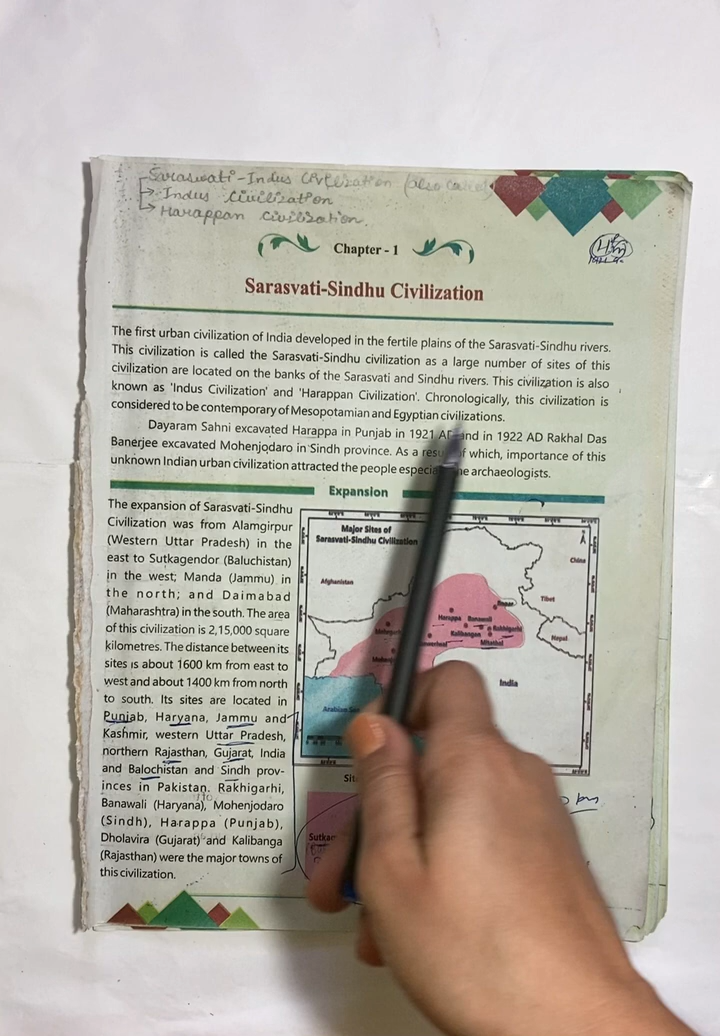 Saraswati-Indus Civilization (also called)
→ Indus Civilization
→ Harappan Civilization.
Chapter - 1
Sarasvati-Sindhu Civilization
The first urban civilization of India developed in the fertile plains of the Sarasvati-Sindhu rivers.
This civilization is called the Sarasvati-Sindhu civilization as a large number of sites of this
civilization are located on the banks of the Sarasvati and Sindhu rivers. This civilization is also
known as 'Indus Civilization' and 'Harappan Civilization'. Chronologically, this civilization is
considered to be contemporary of Mesopotamian and Egyptian civilizations.
Dayaram Sahni excavated Harappa in Punjab in 1921 and in 1922 AD Rakhal Das
Banerjee excavated Mohenjodaro in Sindh province. As a of which, importance of this
unknown Indian urban civilization attracted the people archaeologists.
Expansion
The expansion of Sarasvati-Sindhu
Civilization was from Alamgirpur
(Western Uttar Pradesh) in the
east to Sutkagendor (Baluchistan)
in the west; Manda (Jammu) in
the north; and Daimabad
(Maharashtra) in the south. The area
of this civilization is 2,15,000 square
kilometres. The distance between its
sites is about 1600 km from east to
west and about 1400 km from north
to south. Its sites are located in
Punjab, Haryana, Jammu and
Kashmir, western Uttar Pradesh,
northern Rajasthan, Gujarat, India
and Balochistan and Sindh prov-
inces in Pakistan. Rakhigarhi,
Banawali (Haryana), Mohenjodaro
(Sindh), Harappa (Punjab),
Dholavira (Gujarat) and Kalibanga
(Rajasthan) were the major towns of
this civilization.
Major Sites of
Sarasvati-Sindhu Civilization
China
Afghanistan
Tibet
Ropar
Harappa Banawali
Rakhigarhi
Kalibangan
Mitathal
Nepal
India
Arabian